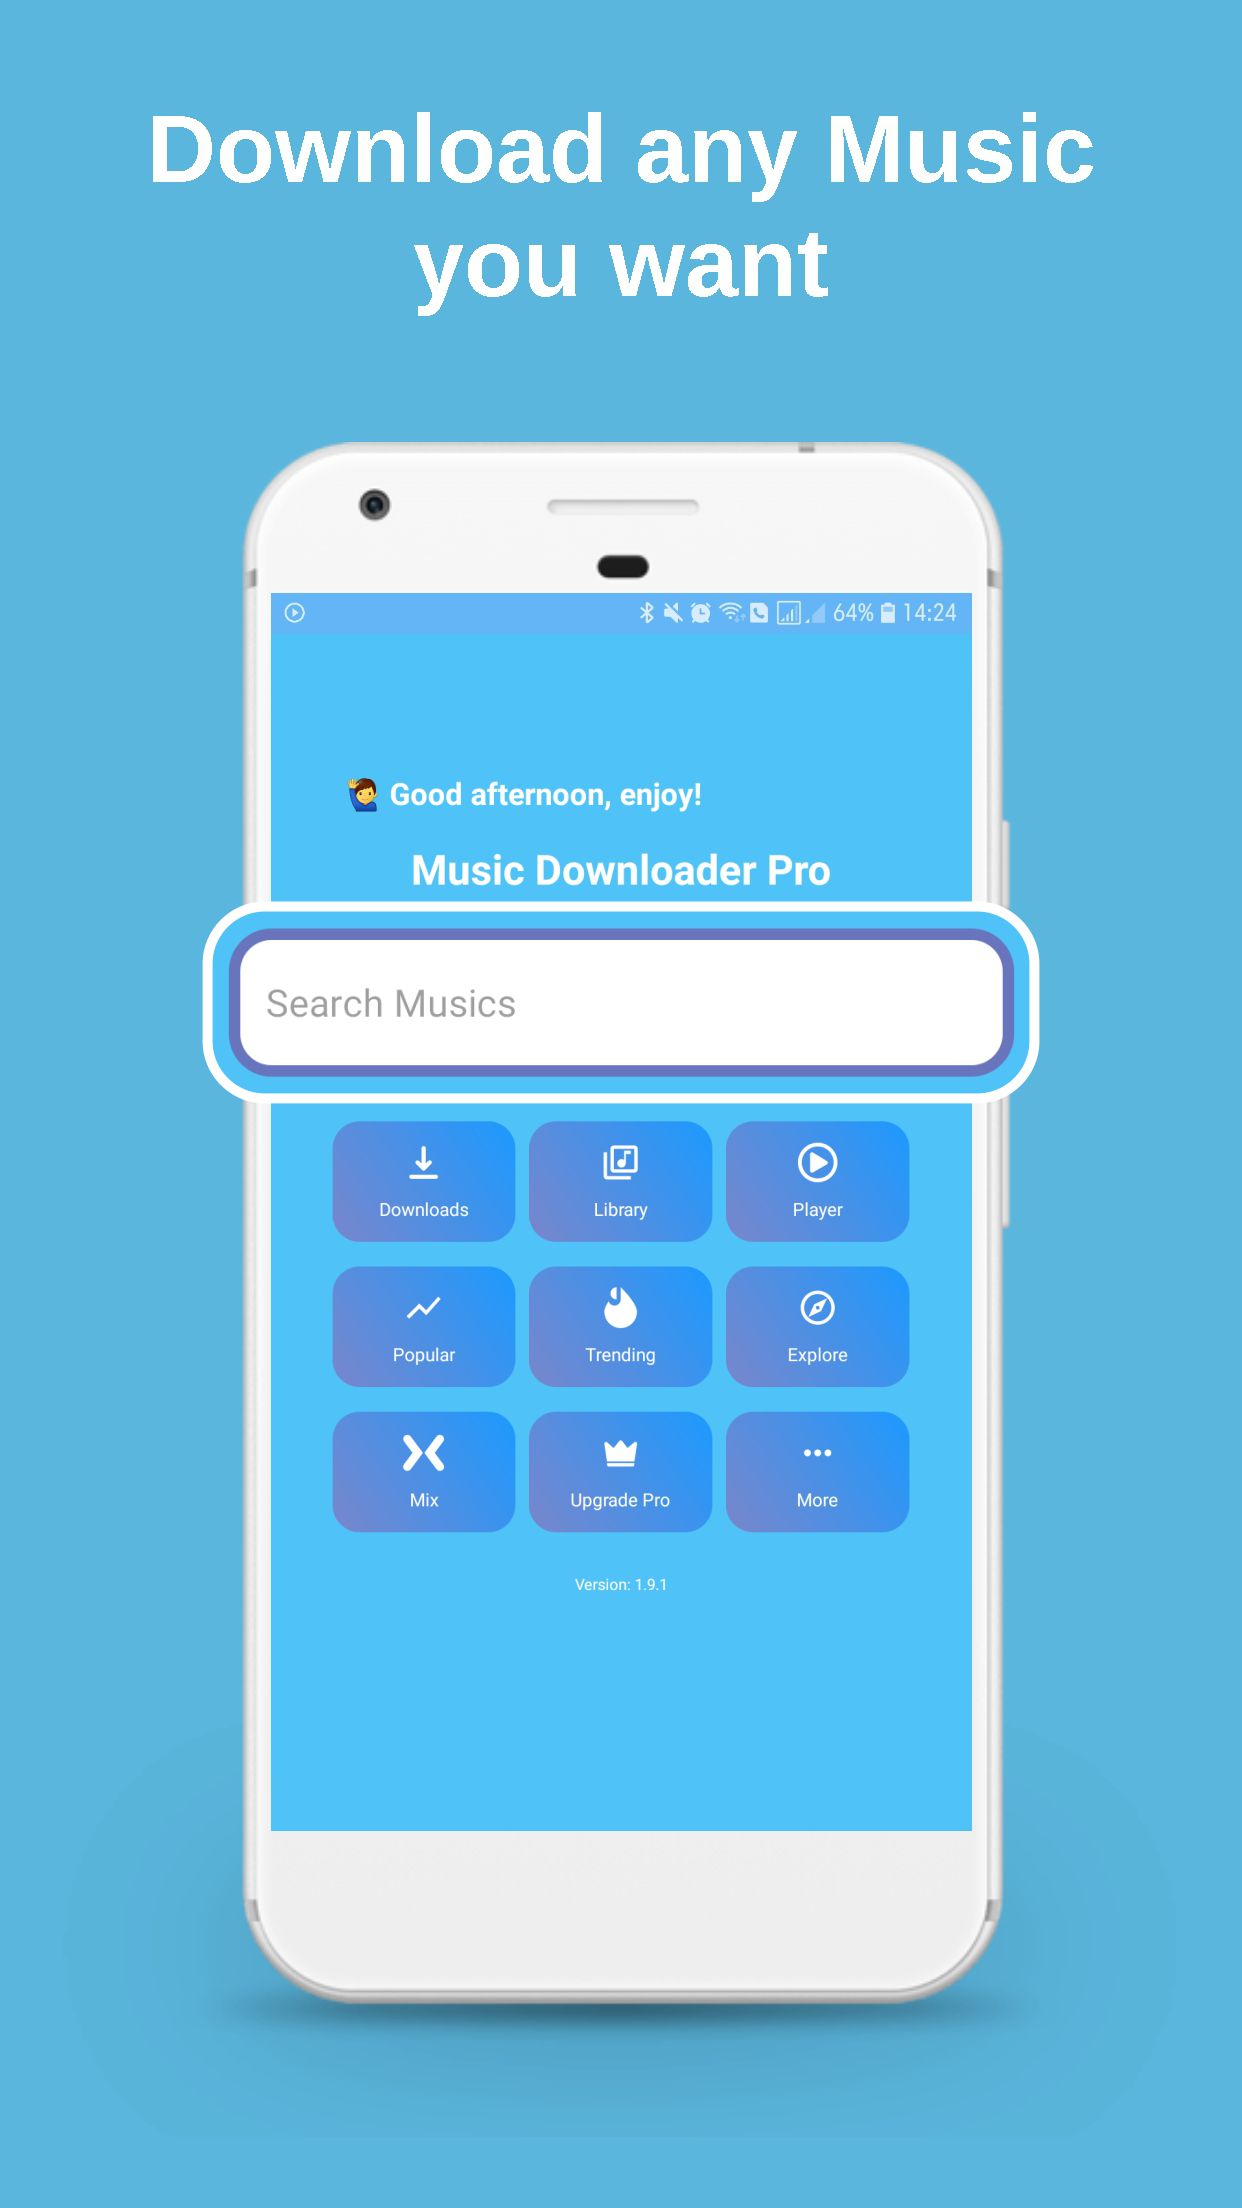 Download any Music
you want
64% 14:24
Good afternoon, enjoy!
Music Downloader Pro
Search Musics
Downloads Library Player
Popular Trending Explore
Mix Upgrade Pro More
Version: 1.9.1